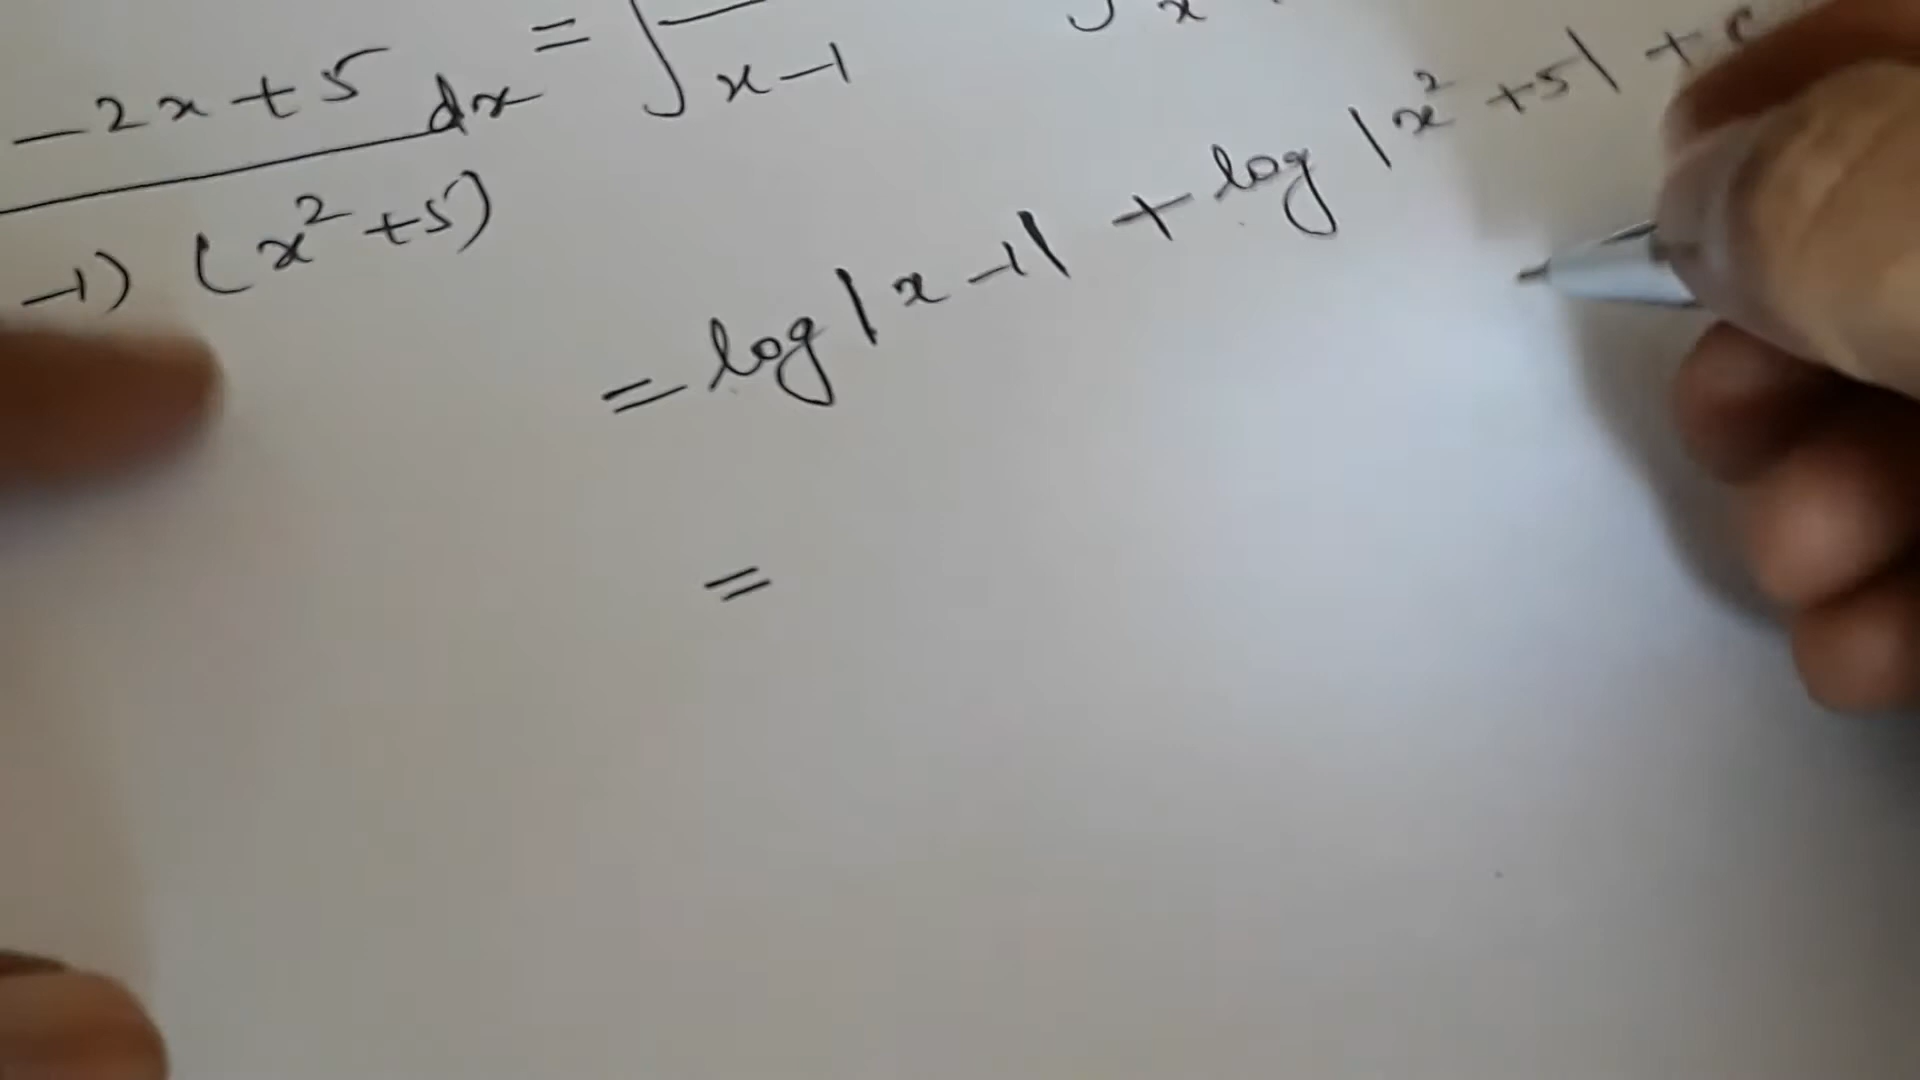 -2x+5 dx = ∫ x-1 ∫ x
-1) (x²+5)
= log|x-1| + log|x²+5| + c
=